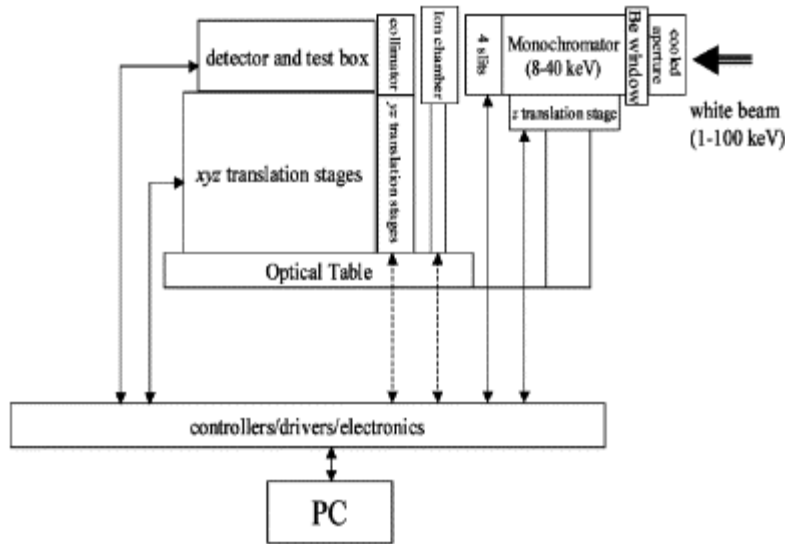 detector and test box
collimator
Ion chamber
4 slits
Monochromator
(8-40 keV)
Be window
cooled
aperture
white beam
(1-100 keV)
z translation stage
xyz translation stages
yz translation stages
Optical Table
controllers/drivers/electronics
PC